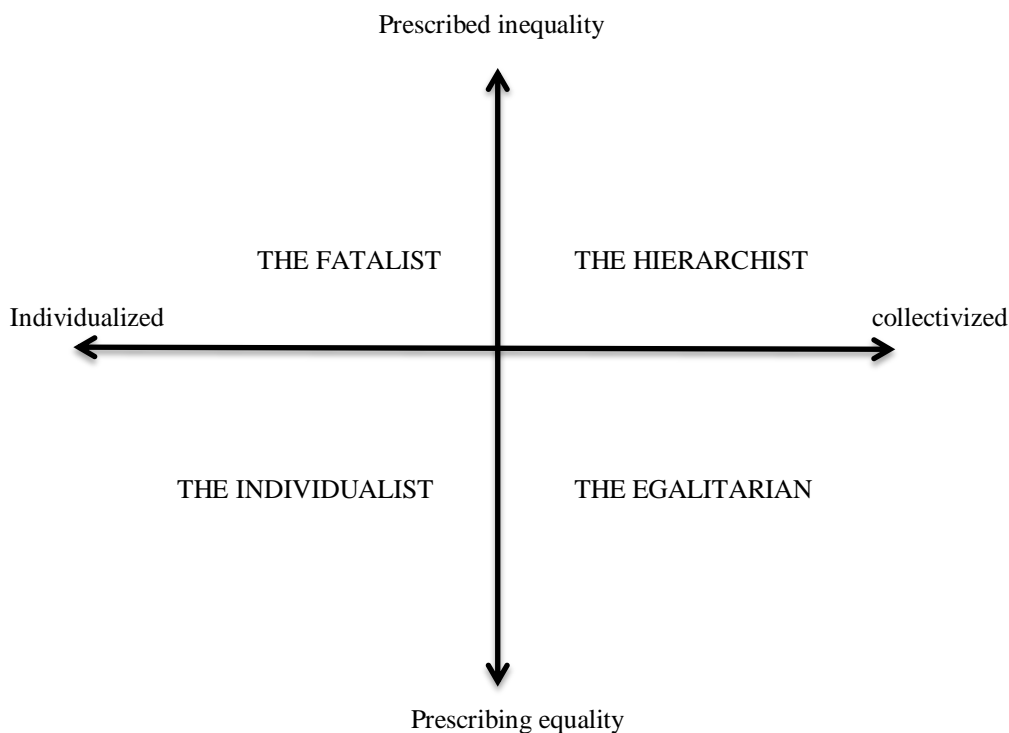 Prescribed inequality
THE FATALIST
THE HIERARCHIST
Individualized
collectivized
THE INDIVIDUALIST
THE EGALITARIAN
Prescribing equality